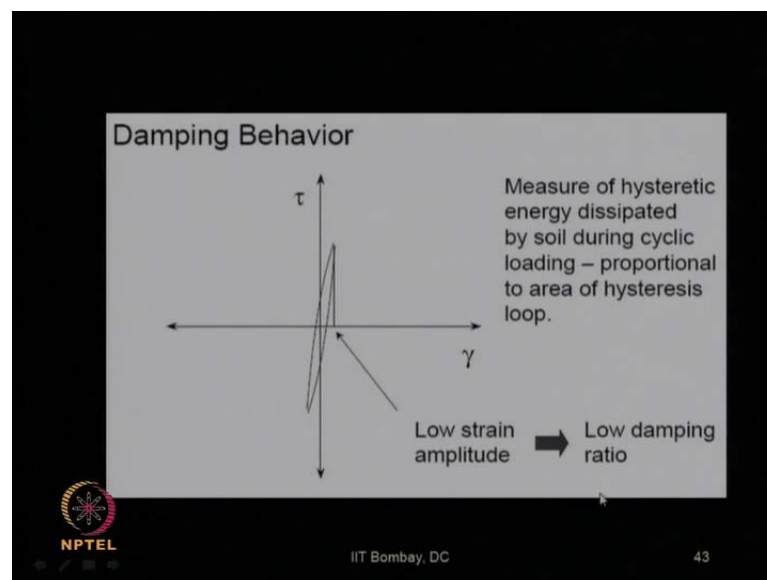 Damping Behavior
τ
Measure of hysteretic
energy dissipated
by soil during cyclic
loading – proportional
to area of hysteresis
loop.
γ
Low strain
amplitude
Low damping
ratio
NPTEL
IIT Bombay, DC
43